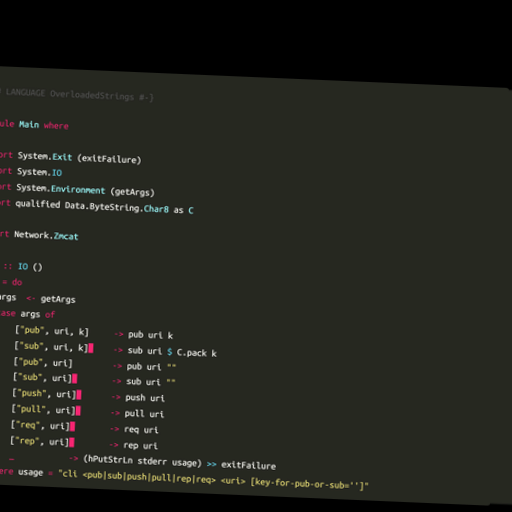 LANGUAGE OverloadedStrings #-}
ule Main where
ort System.Exit (exitFailure)
ort System.IO
ort System.Environment (getArgs)
ort qualified Data.ByteString.Char8 as C
rt Network.Zmcat
:: IO ()
= do
args <- getArgs
ase args of
["pub", uri, k] -> pub uri k
["sub", uri, k] -> sub uri $ C.pack k
["pub", uri] -> pub uri ""
["sub", uri] -> sub uri ""
["push", uri] -> push uri
["pull", uri] -> pull uri
["req", uri] -> req uri
["rep", uri] -> rep uri
_ -> (hPutStrLn stderr usage) >> exitFailure
ere usage = "cli <pub|sub|push|pull|rep|req> <uri> [key-for-pub-or-sub='']"